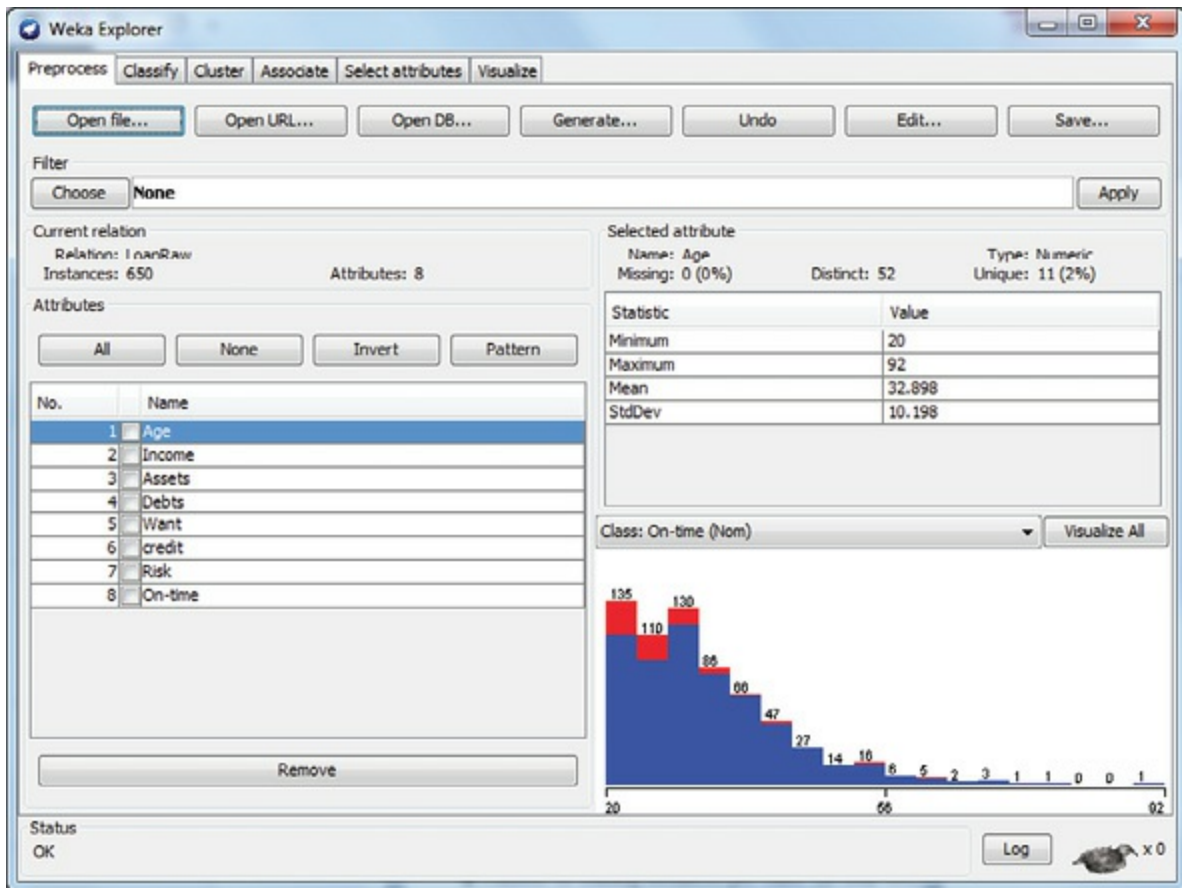 Weka Explorer
Preprocess Classify Cluster Associate Select attributes Visualize
Open file... Open URL... Open DB... Generate... Undo Edit... Save...
Filter
Choose None Apply
Current relation
Relation: LoanRaw
Instances: 650 Attributes: 8
Attributes
All None Invert Pattern
No. Name
1 Age
2 Income
3 Assets
4 Debts
5 Want
6 credit
7 Risk
8 On-time
Remove
Selected attribute
Name: Age Type: Numeric
Missing: 0 (0%) Distinct: 52 Unique: 11 (2%)
Statistic Value
Minimum 20
Maximum 92
Mean 32.898
StdDev 10.198
Class: On-time (Nom) Visualize All
135 110 130 86 66 47 27 14 16 6 5 2 3 1 1 0 0 1
20 56 92
Status
OK
Log x 0